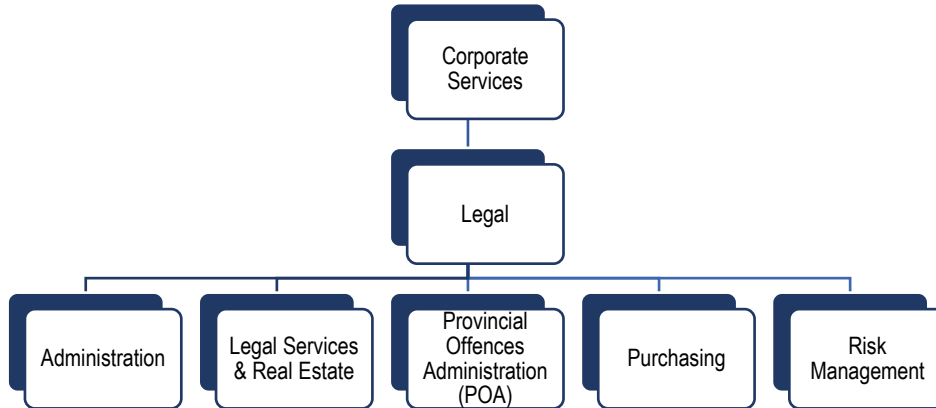 Corporate
Services
Legal
Administration
Legal Services
& Real Estate
Provincial
Offences
Administration
(POA)
Purchasing
Risk
Management